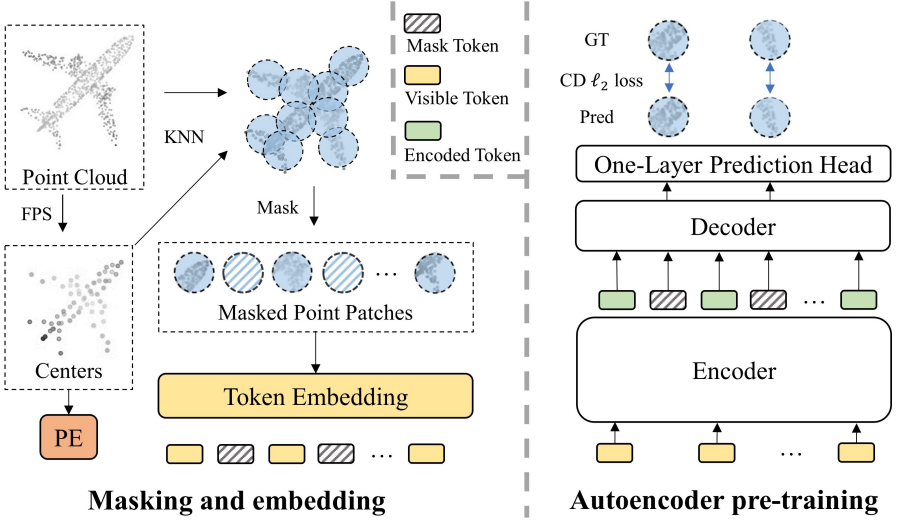 Point Cloud
FPS
KNN
Centers
PE
Mask
Masked Point Patches
Token Embedding
Masking and embedding
Mask Token
Visible Token
Encoded Token
GT
CD ℓ₂ loss
Pred
One-Layer Prediction Head
Decoder
...
Encoder
...
Autoencoder pre-training